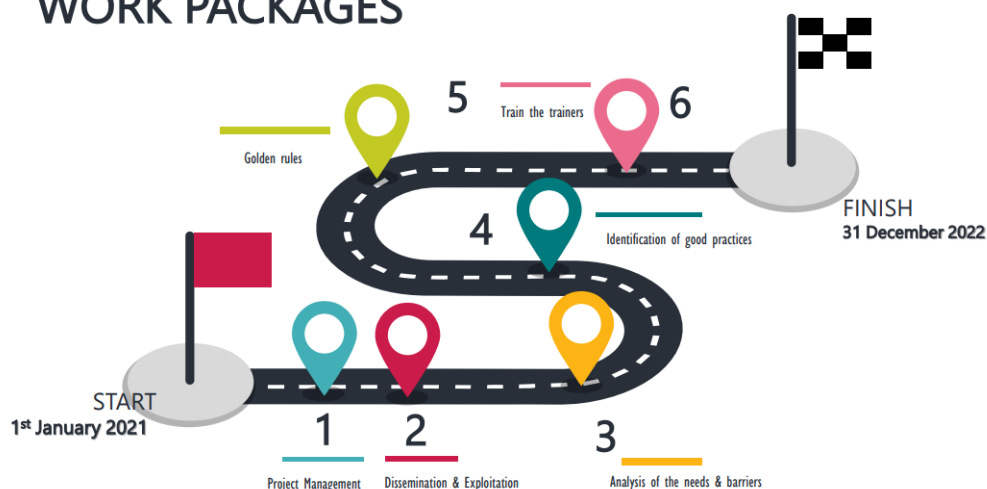 WORK PACKAGES
5
Train the trainers
6
Golden rules
FINISH
31 December 2022
4
Identification of good practices
START
1st January 2021
1
2
3
Project Management
Dissemination & Exploitation
Analysis of the needs & barriers